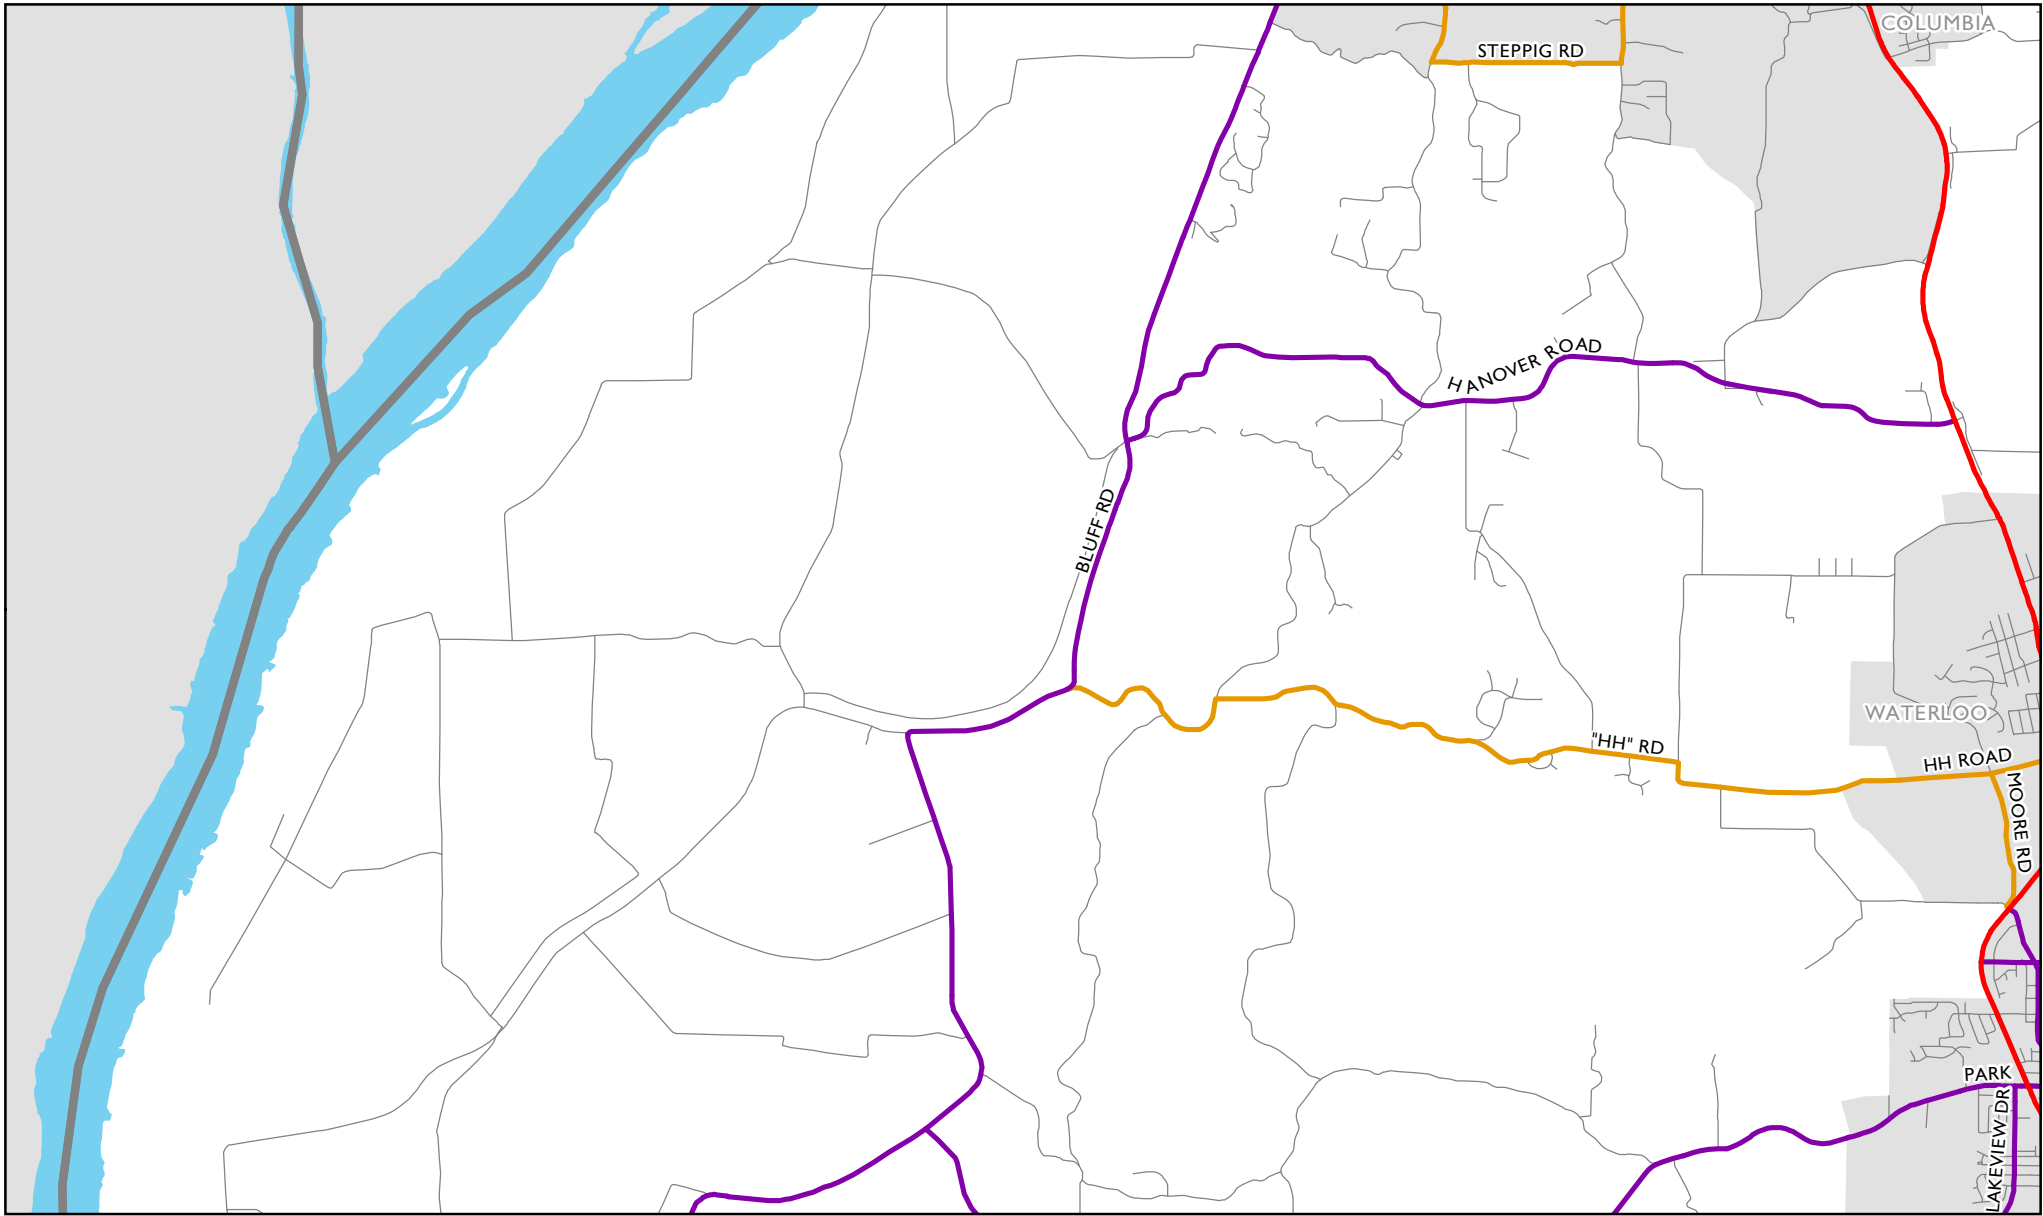 COLUMBIA
STEPPIG RD
HANOVER ROAD
BLUFF RD
WATERLOO
"HH" RD
HH ROAD
MOORE RD
PARK
LAKEVIEW DR